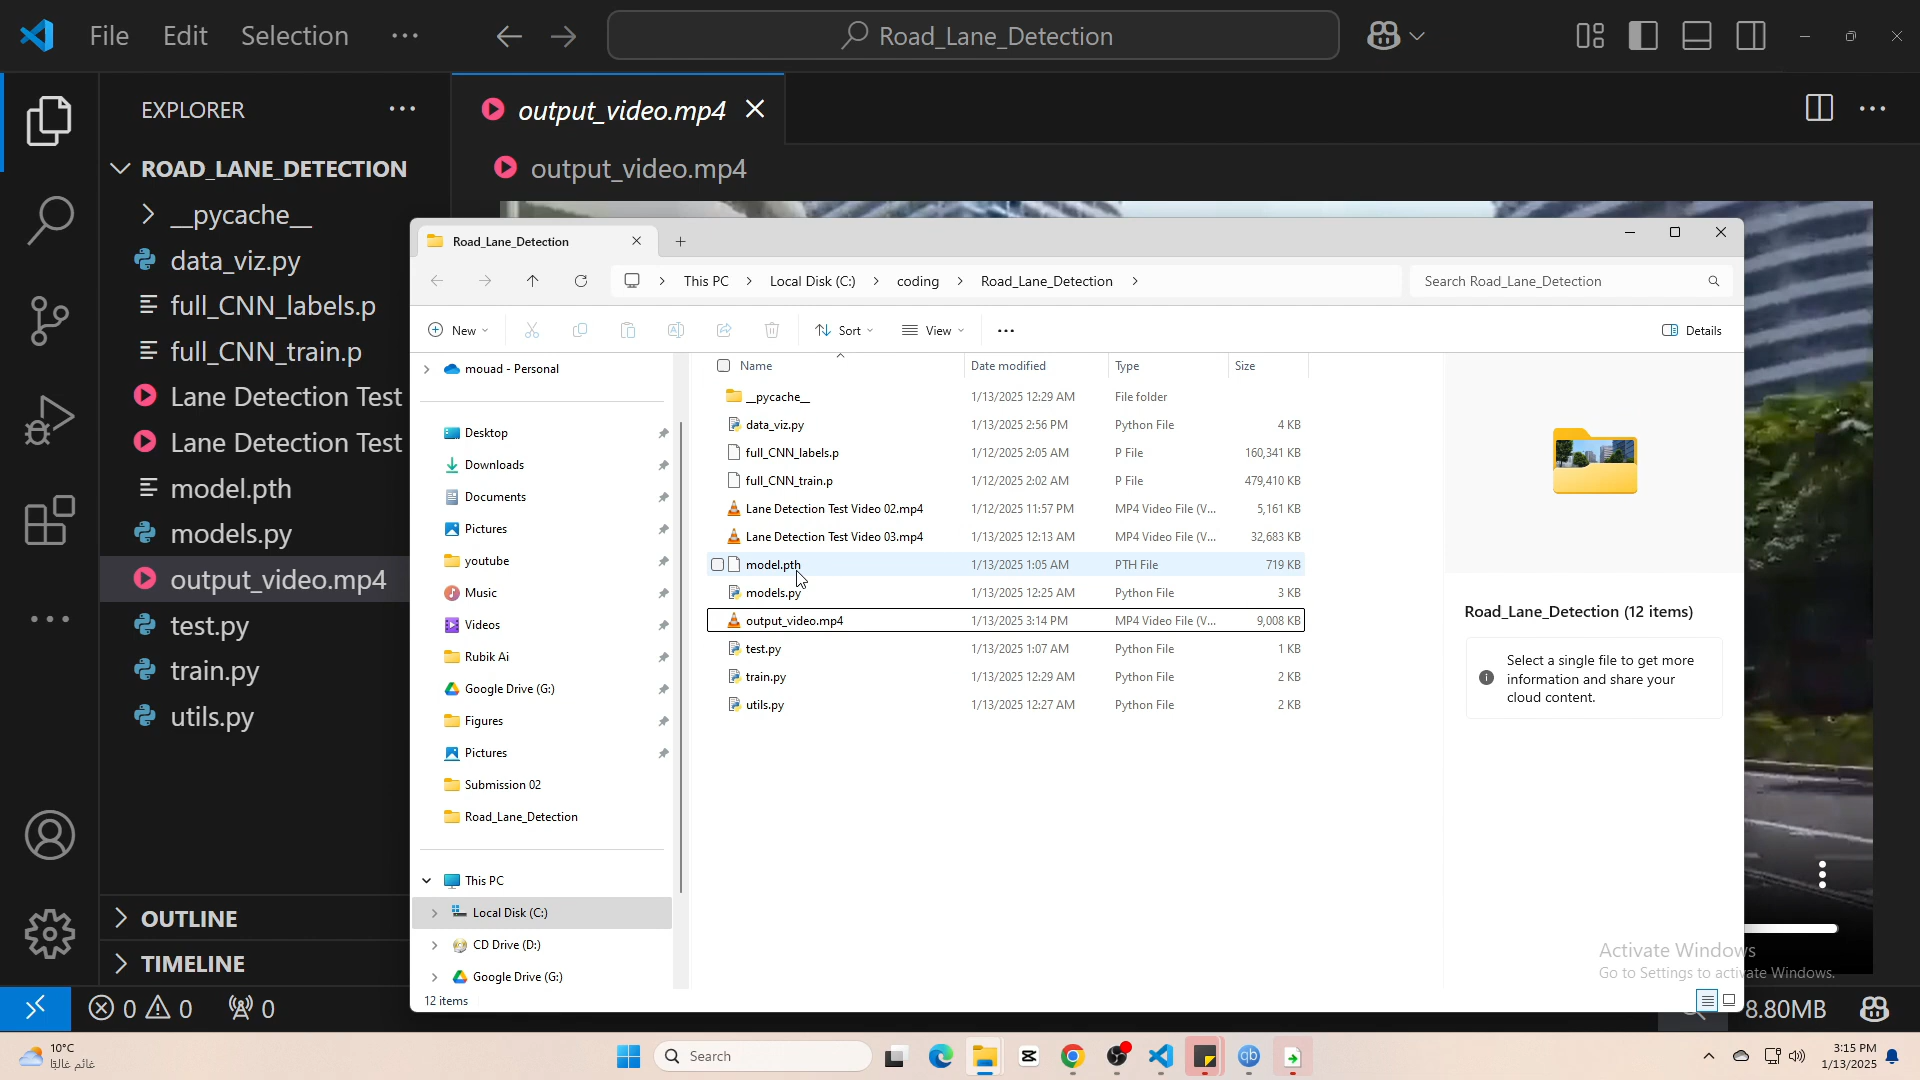 File Edit Selection ··· Road_Lane_Detection
EXPLORER ···
output_video.mp4
ROAD_LANE_DETECTION
output_video.mp4
__pycache__
data_viz.py
full_CNN_labels.p
full_CNN_train.p
Lane Detection Test
Lane Detection Test
model.pth
models.py
output_video.mp4
test.py
train.py
utils.py
OUTLINE
TIMELINE
0 0 0
8.80MB
Road_Lane_Detection
This PC > Local Disk (C:) > coding > Road_Lane_Detection >
Search Road_Lane_Detection
New Sort View ··· Details
mouad - Personal
Desktop
Downloads
Documents
Pictures
youtube
Music
Videos
Rubik Ai
Google Drive (G:)
Figures
Pictures
Submission 02
Road_Lane_Detection
This PC
Local Disk (C:)
CD Drive (D:)
Google Drive (G:)
12 items
Name Date modified Type Size
__pycache__ 1/13/2025 12:29 AM File folder
data_viz.py 1/13/2025 2:56 PM Python File 4 KB
full_CNN_labels.p 1/12/2025 2:05 AM P File 160,341 KB
full_CNN_train.p 1/12/2025 2:02 AM P File 479,410 KB
Lane Detection Test Video 02.mp4 1/12/2025 11:57 PM MP4 Video File (V... 5,161 KB
Lane Detection Test Video 03.mp4 1/13/2025 12:13 AM MP4 Video File (V... 32,683 KB
model.pth 1/13/2025 1:05 AM PTH File 719 KB
models.py 1/13/2025 12:25 AM Python File 3 KB
output_video.mp4 1/13/2025 3:14 PM MP4 Video File (V... 9,008 KB
test.py 1/13/2025 1:07 AM Python File 1 KB
train.py 1/13/2025 12:29 AM Python File 2 KB
utils.py 1/13/2025 12:27 AM Python File 2 KB
Road_Lane_Detection (12 items)
Select a single file to get more
information and share your
cloud content.
Activate Windows
Go to Settings to activate Windows.
10°C
غائم غالبًا
Search
3:15 PM
1/13/2025